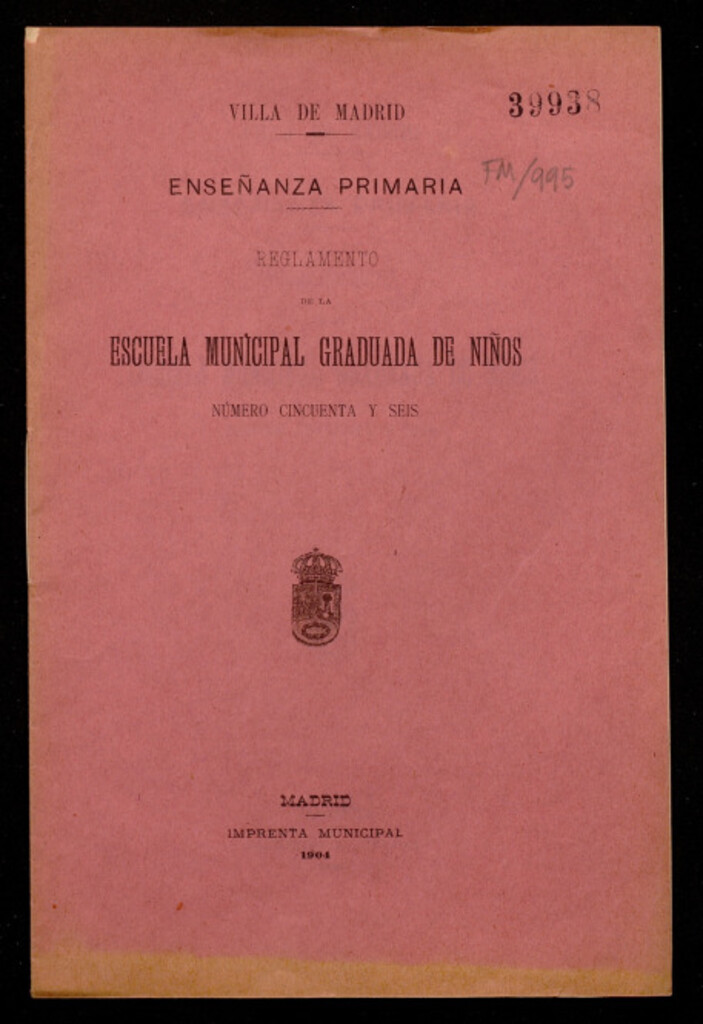 VILLA DE MADRID
39938
ENSEÑANZA PRIMARIA
FM/995
REGLAMENTO
DE LA
ESCUELA MUNICIPAL GRADUADA DE NIÑOS
NÚMERO CINCUENTA Y SEIS
MADRID
IMPRENTA MUNICIPAL
1904